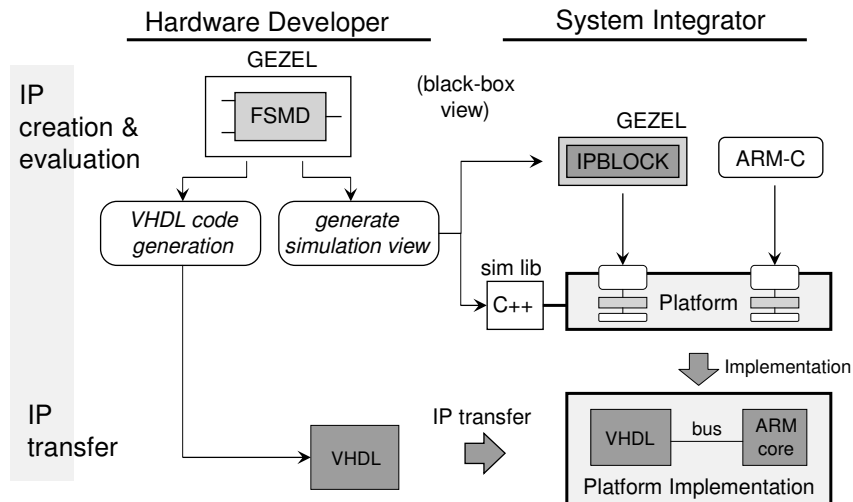 Hardware Developer
System Integrator
GEZEL
FSMD
IP
creation &
evaluation
(black-box
view)
GEZEL
IPBLOCK
ARM-C
VHDL code
generation
generate
simulation view
sim lib
C++
Platform
Implementation
IP
transfer
VHDL
IP transfer
VHDL
bus
ARM
core
Platform Implementation